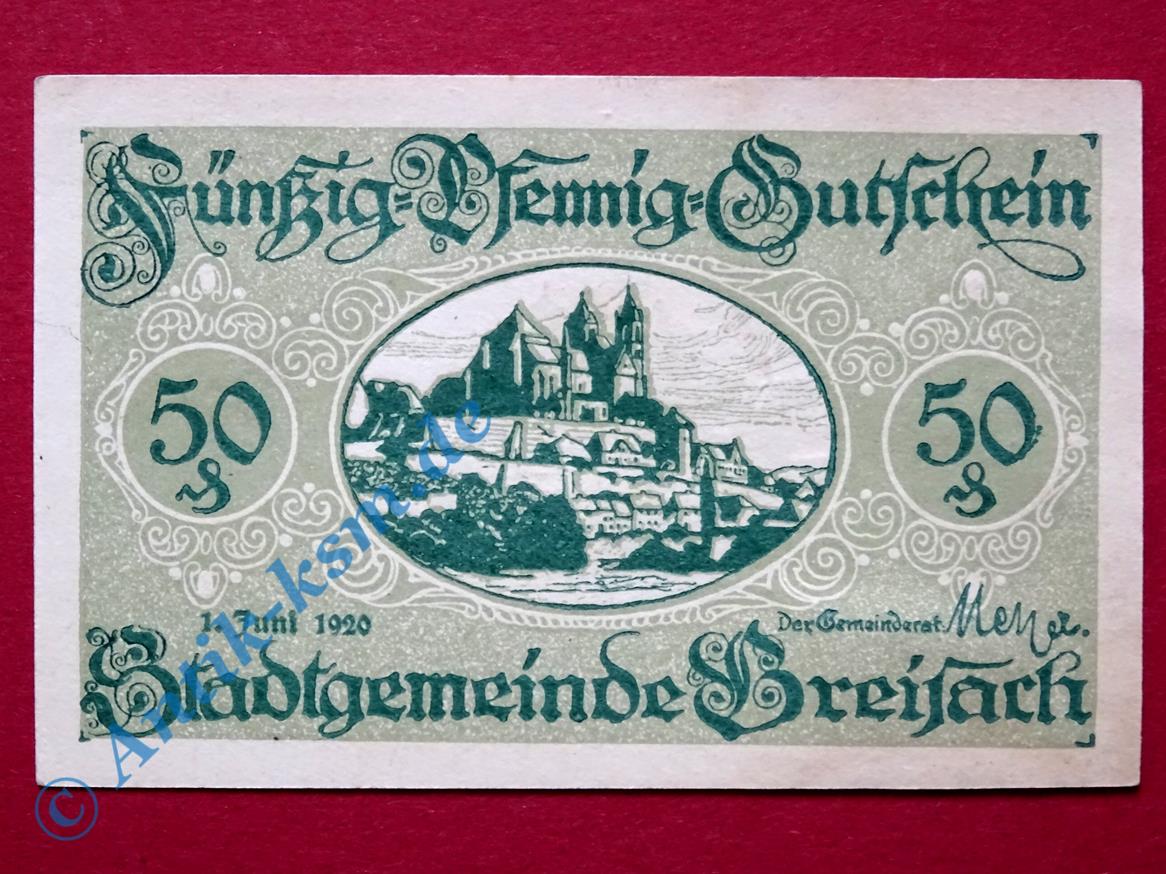 Fünfzig-Pfennig-Gutschein
50 ₰
50 ₰
1. Juni 1920
Der Gemeinderat:
Stadtgemeinde Breisach
© Antik-ksm.de